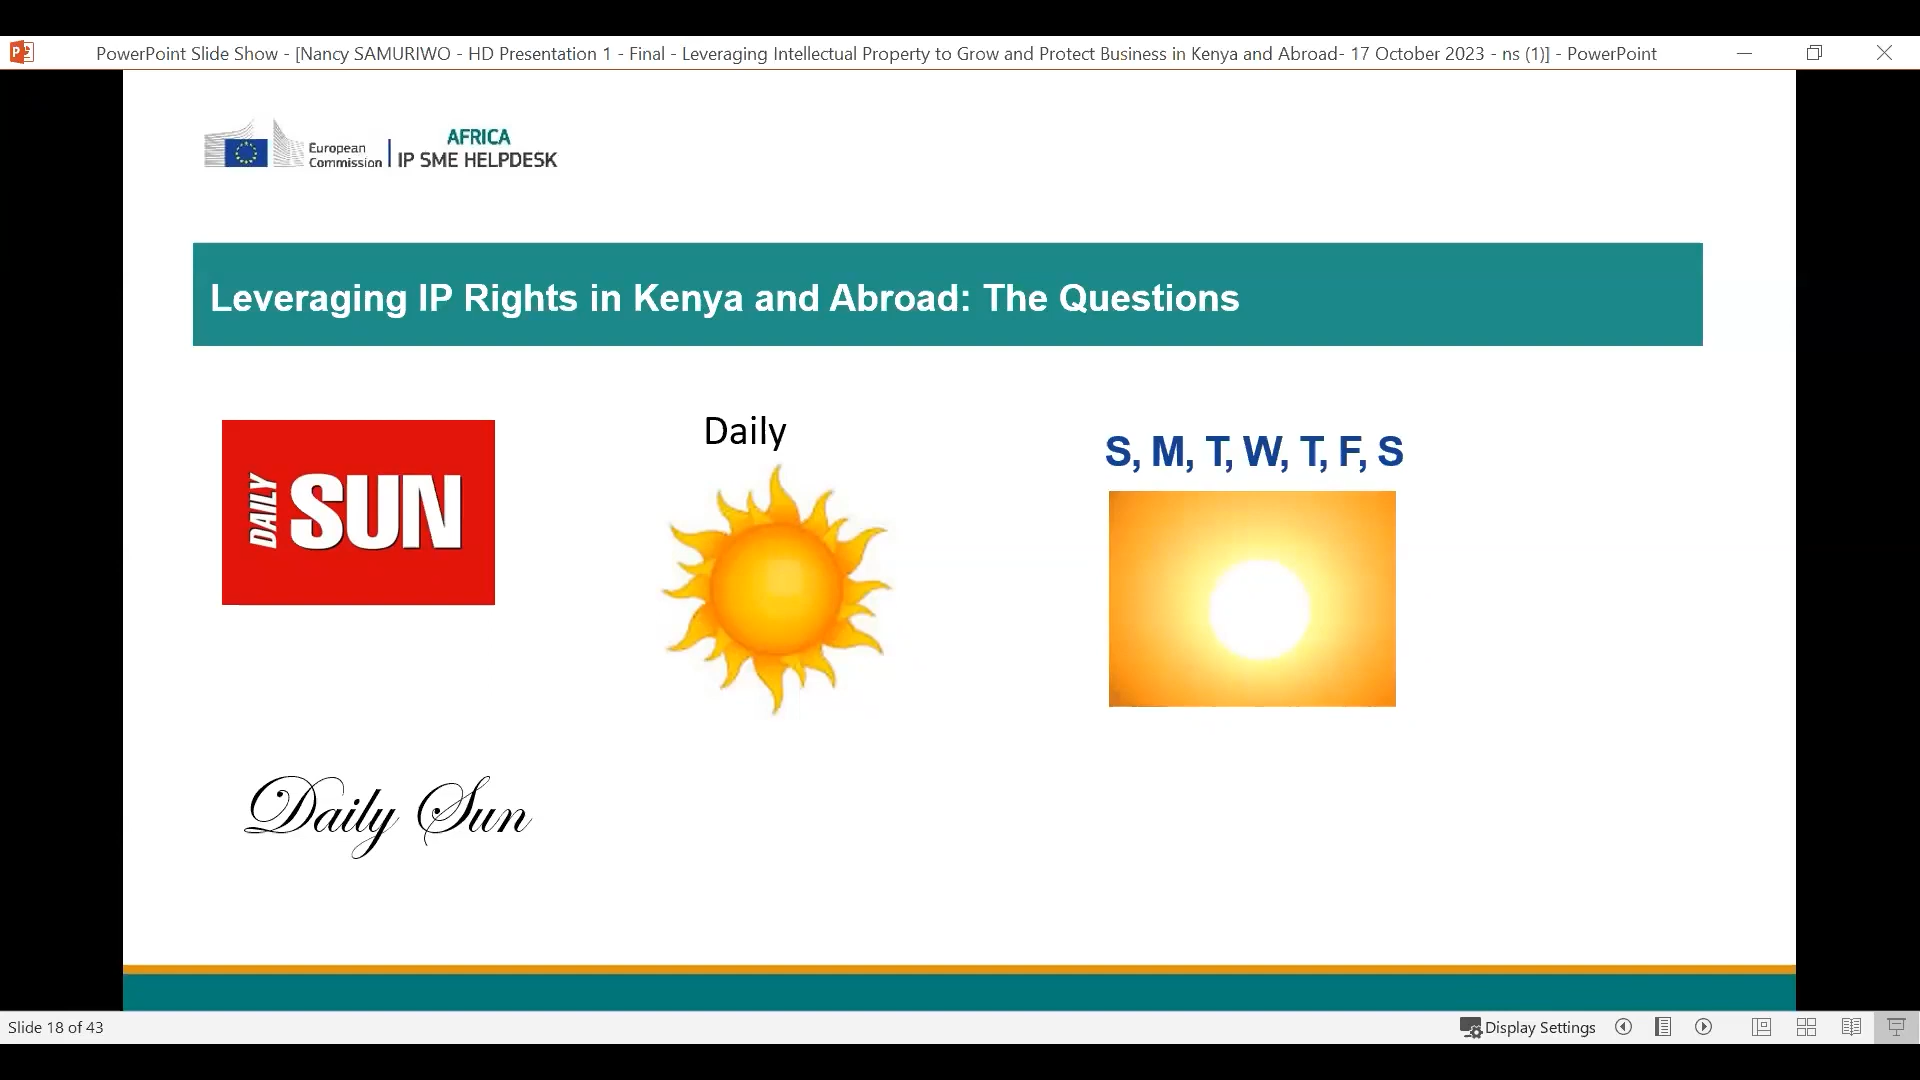 PowerPoint Slide Show - [Nancy SAMURIWO - HD Presentation 1 - Final - Leveraging Intellectual Property to Grow and Protect Business in Kenya and Abroad- 17 October 2023 - ns (1)] - PowerPoint
European
Commission
AFRICA
IP SME HELPDESK
Leveraging IP Rights in Kenya and Abroad: The Questions
DAILY SUN
Daily
S, M, T, W, T, F, S
Daily Sun
Slide 18 of 43
Display Settings